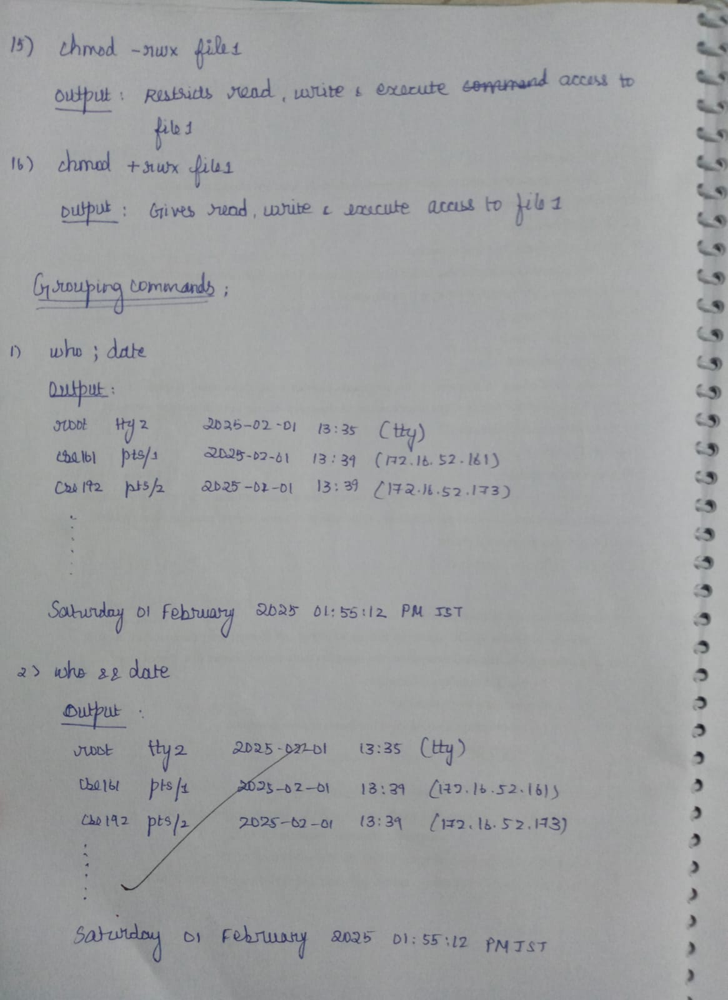 15) chmod -rwx file1
Output : Restricts read, write & execute command access to
file1
16) chmod +rwx file1
Output : Gives read, write & execute access to file1
Grouping commands :
1) who ; date
Output :
root tty2 2025-02-01 13:35 (tty)
cse161 pts/1 2025-02-01 13:39 (172.16.52.161)
cse192 pts/2 2025-02-01 13:39 (172.16.52.173)
Saturday 01 February 2025 01:55:12 PM IST
2) who && date
Output :
root tty2 2025-02-01 13:35 (tty)
cse161 pts/1 2025-02-01 13:39 (172.16.52.161)
cse192 pts/2 2025-02-01 13:39 (172.16.52.173)
Saturday 01 February 2025 01:55:12 PM IST